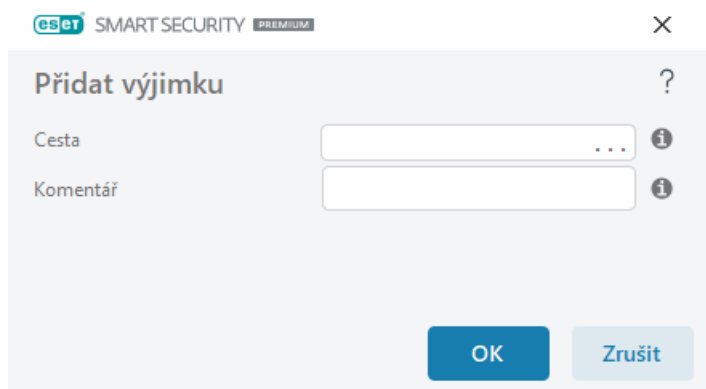 eset SMART SECURITY PREMIUM
Přidat výjimku ?
Cesta ...
Komentář
OK Zrušit